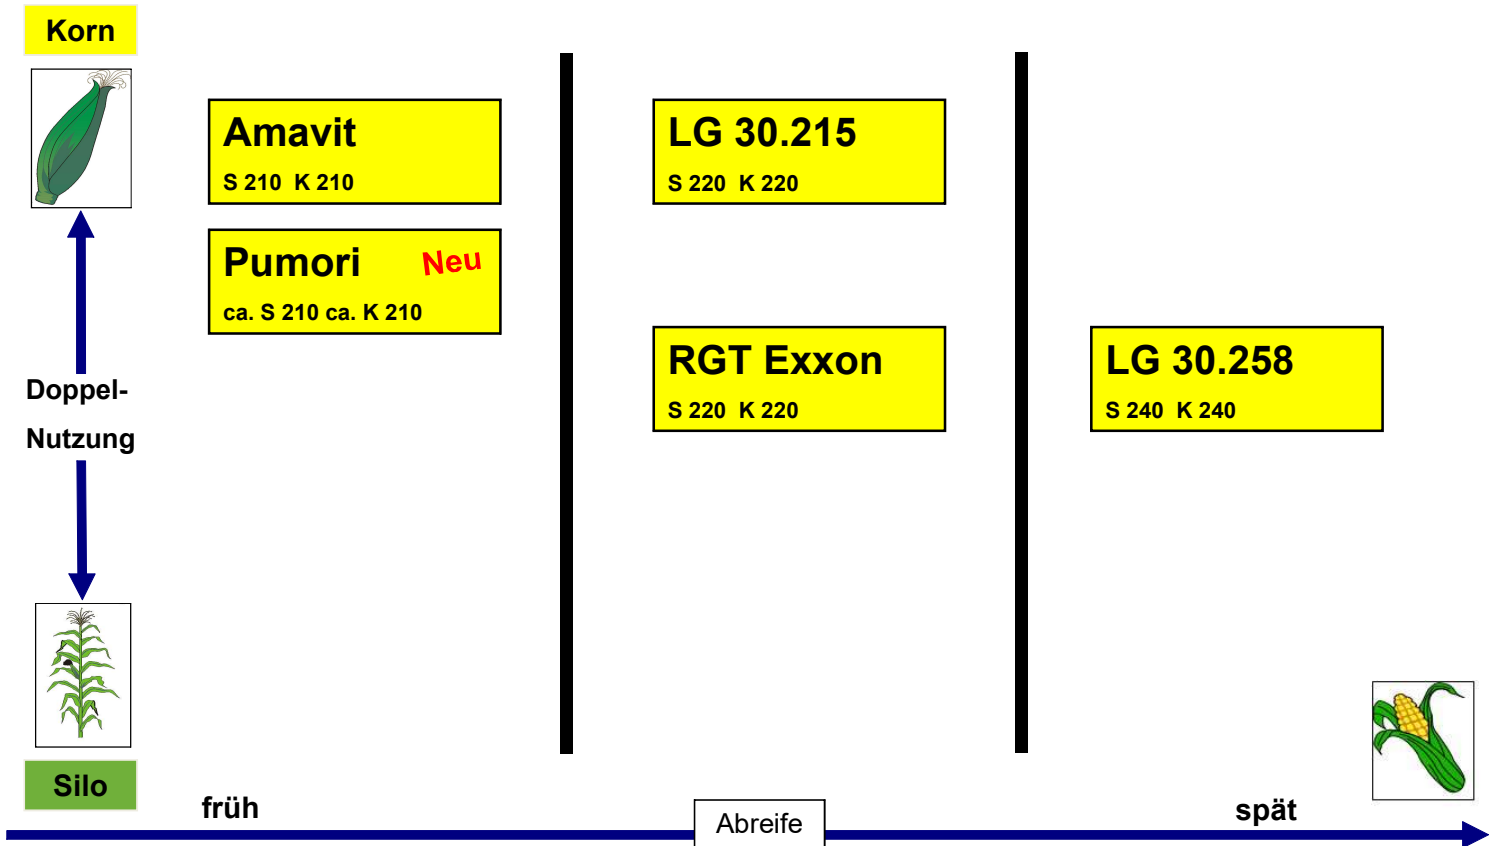 Korn
Amavit
S 210 K 210
LG 30.215
S 220 K 220
Pumori Neu
ca. S 210 ca. K 210
RGT Exxon
S 220 K 220
LG 30.258
S 240 K 240
Doppel-
Nutzung
Silo
früh
Abreife
spät